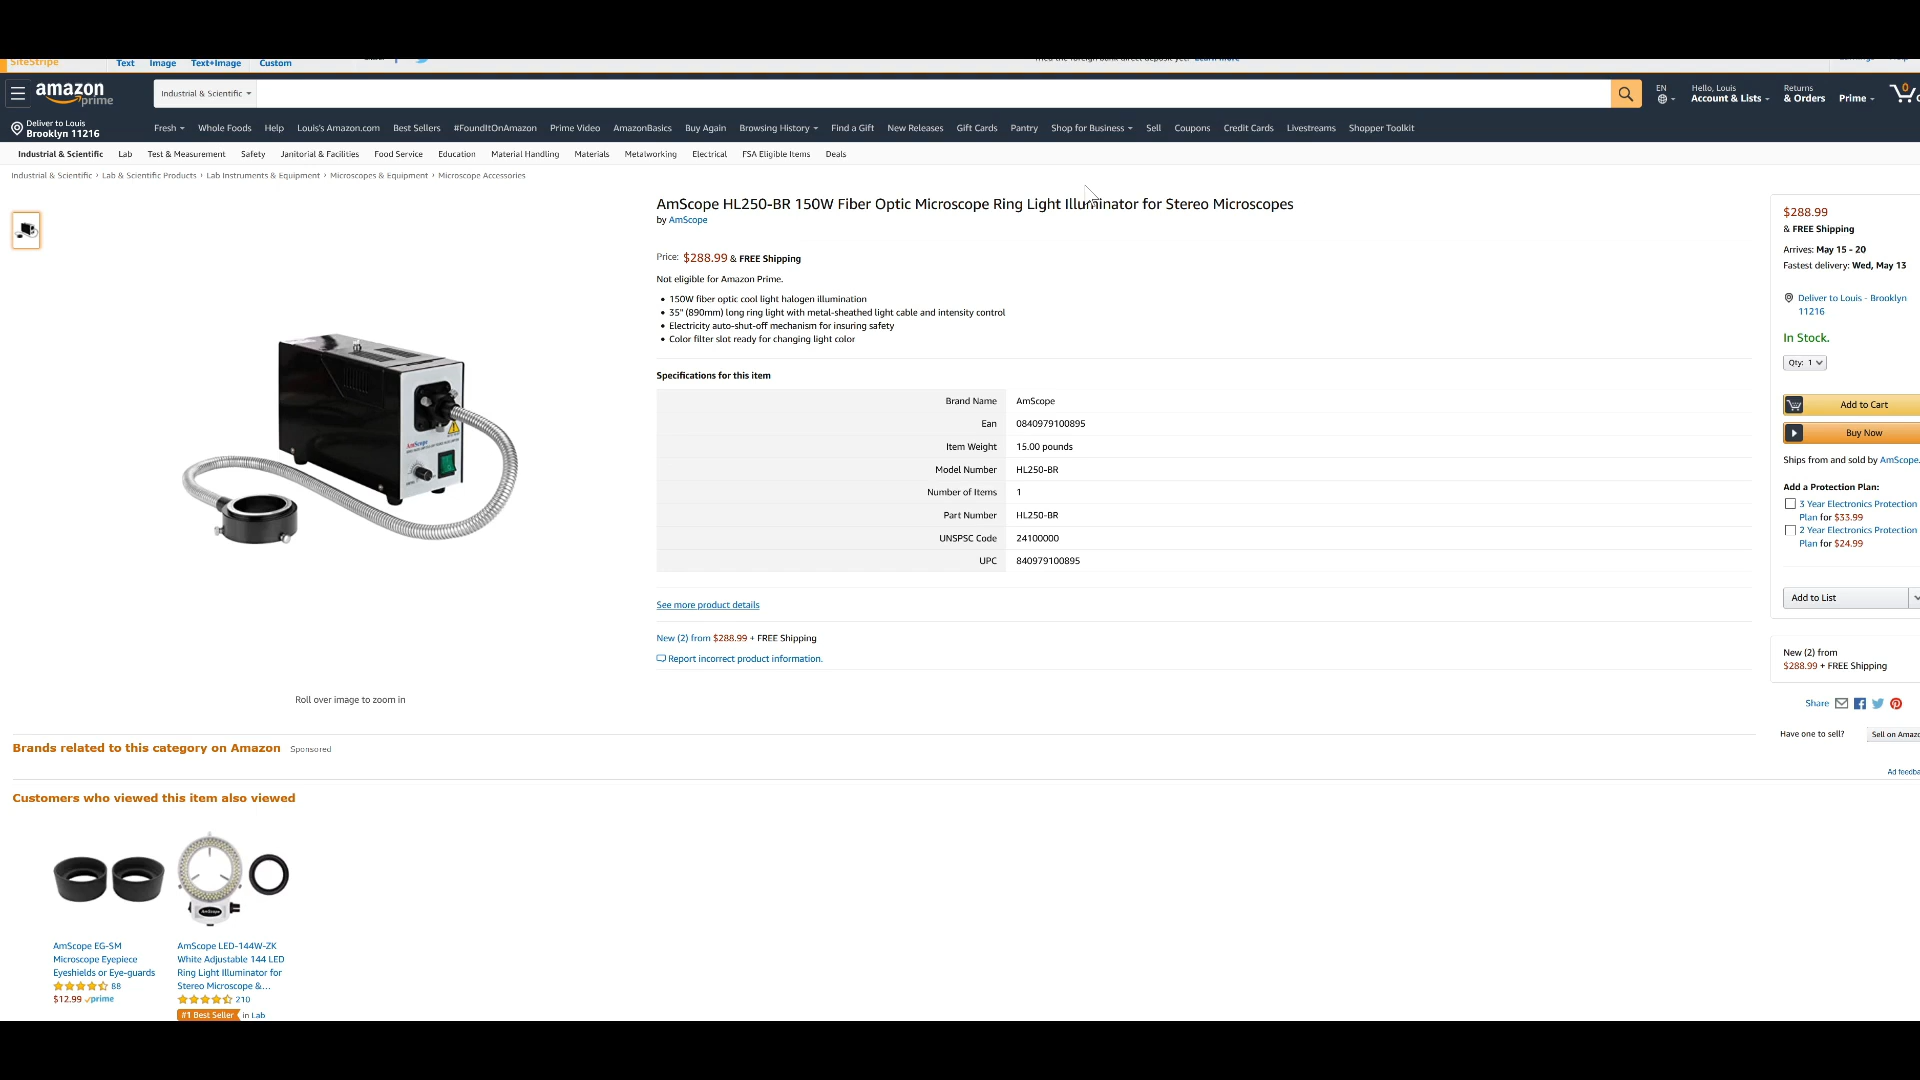 SiteStripe
Text Image Text+Image Custom
Learn more
amazon prime
Industrial & Scientific
EN
Hello, Louis
Account & Lists
Returns
& Orders
Prime
0
Deliver to Louis
Brooklyn 11216
Fresh Whole Foods Help Louis's Amazon.com Best Sellers #FoundItOnAmazon Prime Video AmazonBasics Buy Again Browsing History Find a Gift New Releases Gift Cards Pantry Shop for Business Sell Coupons Credit Cards Livestreams Shopper Toolkit
Industrial & Scientific Lab Test & Measurement Safety Janitorial & Facilities Food Service Education Material Handling Materials Metalworking Electrical FSA Eligible Items Deals
Industrial & Scientific › Lab & Scientific Products › Lab Instruments & Equipment › Microscopes & Equipment › Microscope Accessories
AmScope HL250-BR 150W Fiber Optic Microscope Ring Light Illuminator for Stereo Microscopes
by AmScope
Price: $288.99 & FREE Shipping
Not eligible for Amazon Prime.
• 150W fiber optic cool light halogen illumination
• 35" (890mm) long ring light with metal-sheathed light cable and intensity control
• Electricity auto-shut-off mechanism for insuring safety
• Color filter slot ready for changing light color
Specifications for this item
Brand Name AmScope
Ean 0840979100895
Item Weight 15.00 pounds
Model Number HL250-BR
Number of Items 1
Part Number HL250-BR
UNSPSC Code 24100000
UPC 840979100895
See more product details
New (2) from $288.99 + FREE Shipping
Report incorrect product information.
AmScope
Roll over image to zoom in
$288.99
& FREE Shipping
Arrives: May 15 - 20
Fastest delivery: Wed, May 13
Deliver to Louis - Brooklyn
11216
In Stock.
Qty: 1
Add to Cart
Buy Now
Ships from and sold by AmScope.
Add a Protection Plan:
3 Year Electronics Protection
Plan for $33.99
2 Year Electronics Protection
Plan for $24.99
Add to List
New (2) from
$288.99 + FREE Shipping
Share
Have one to sell? Sell on Amazo
Ad feedba
Brands related to this category on Amazon Sponsored
Customers who viewed this item also viewed
AmScope
AmScope EG-SM
Microscope Eyepiece
Eyeshields or Eye-guards
88
$12.99 prime
AmScope LED-144W-ZK
White Adjustable 144 LED
Ring Light Illuminator for
Stereo Microscope &...
210
#1 Best Seller in Lab